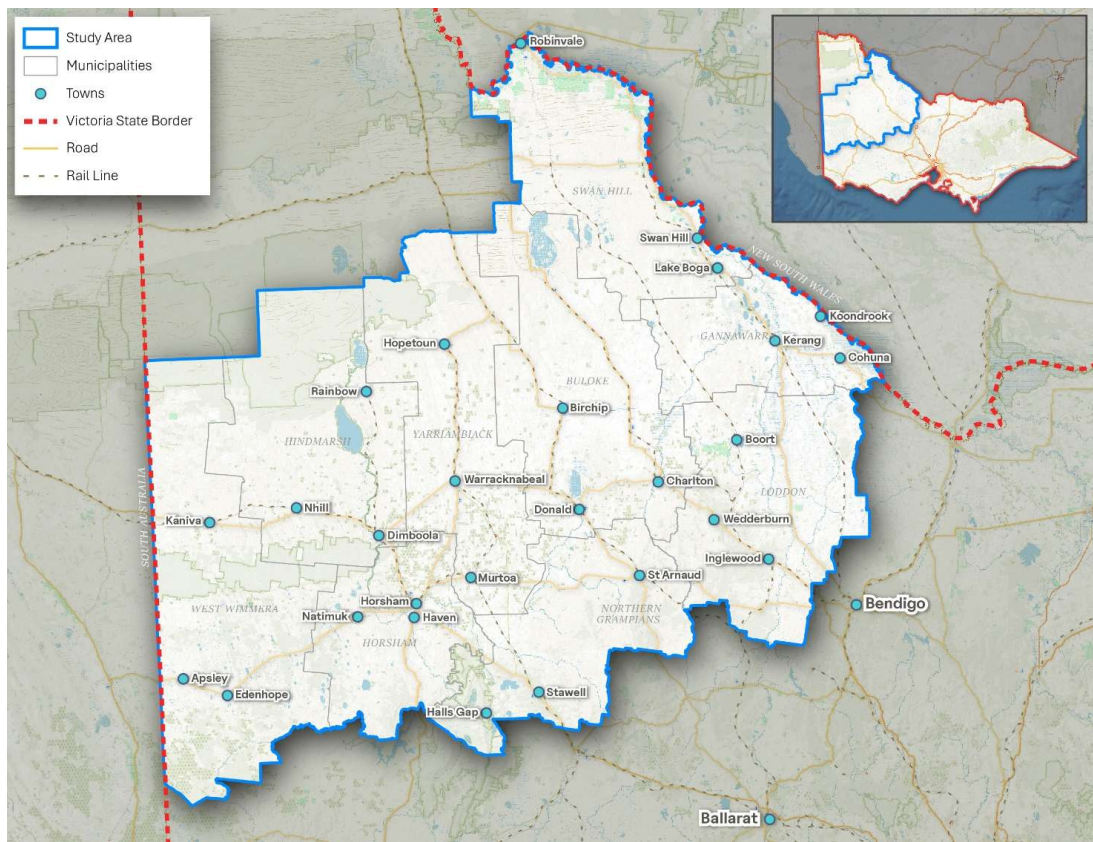 Study Area
Municipalities
Towns
Victoria State Border
Road
Rail Line
Robinvale
SWAN HILL
Swan Hill
Lake Boga
NEW SOUTH WALES
Koondrook
GANNAWARRA
Kerang
Cohuna
Hopetoun
Rainbow
BULOKE
Birchip
HINDMARSH
YARRIAMBIACK
Boort
SOUTH AUSTRALIA
Warracknabeal
Charlton
LODDON
Kaniva
Nhill
Donald
Wedderburn
Dimboola
Inglewood
Murtoa
St Arnaud
WEST WIMMERA
Horsham
Natimuk
Haven
NORTHERN
GRAMPIANS
Bendigo
HORSHAM
Apsley
Edenhope
Stawell
Halls Gap
Ballarat